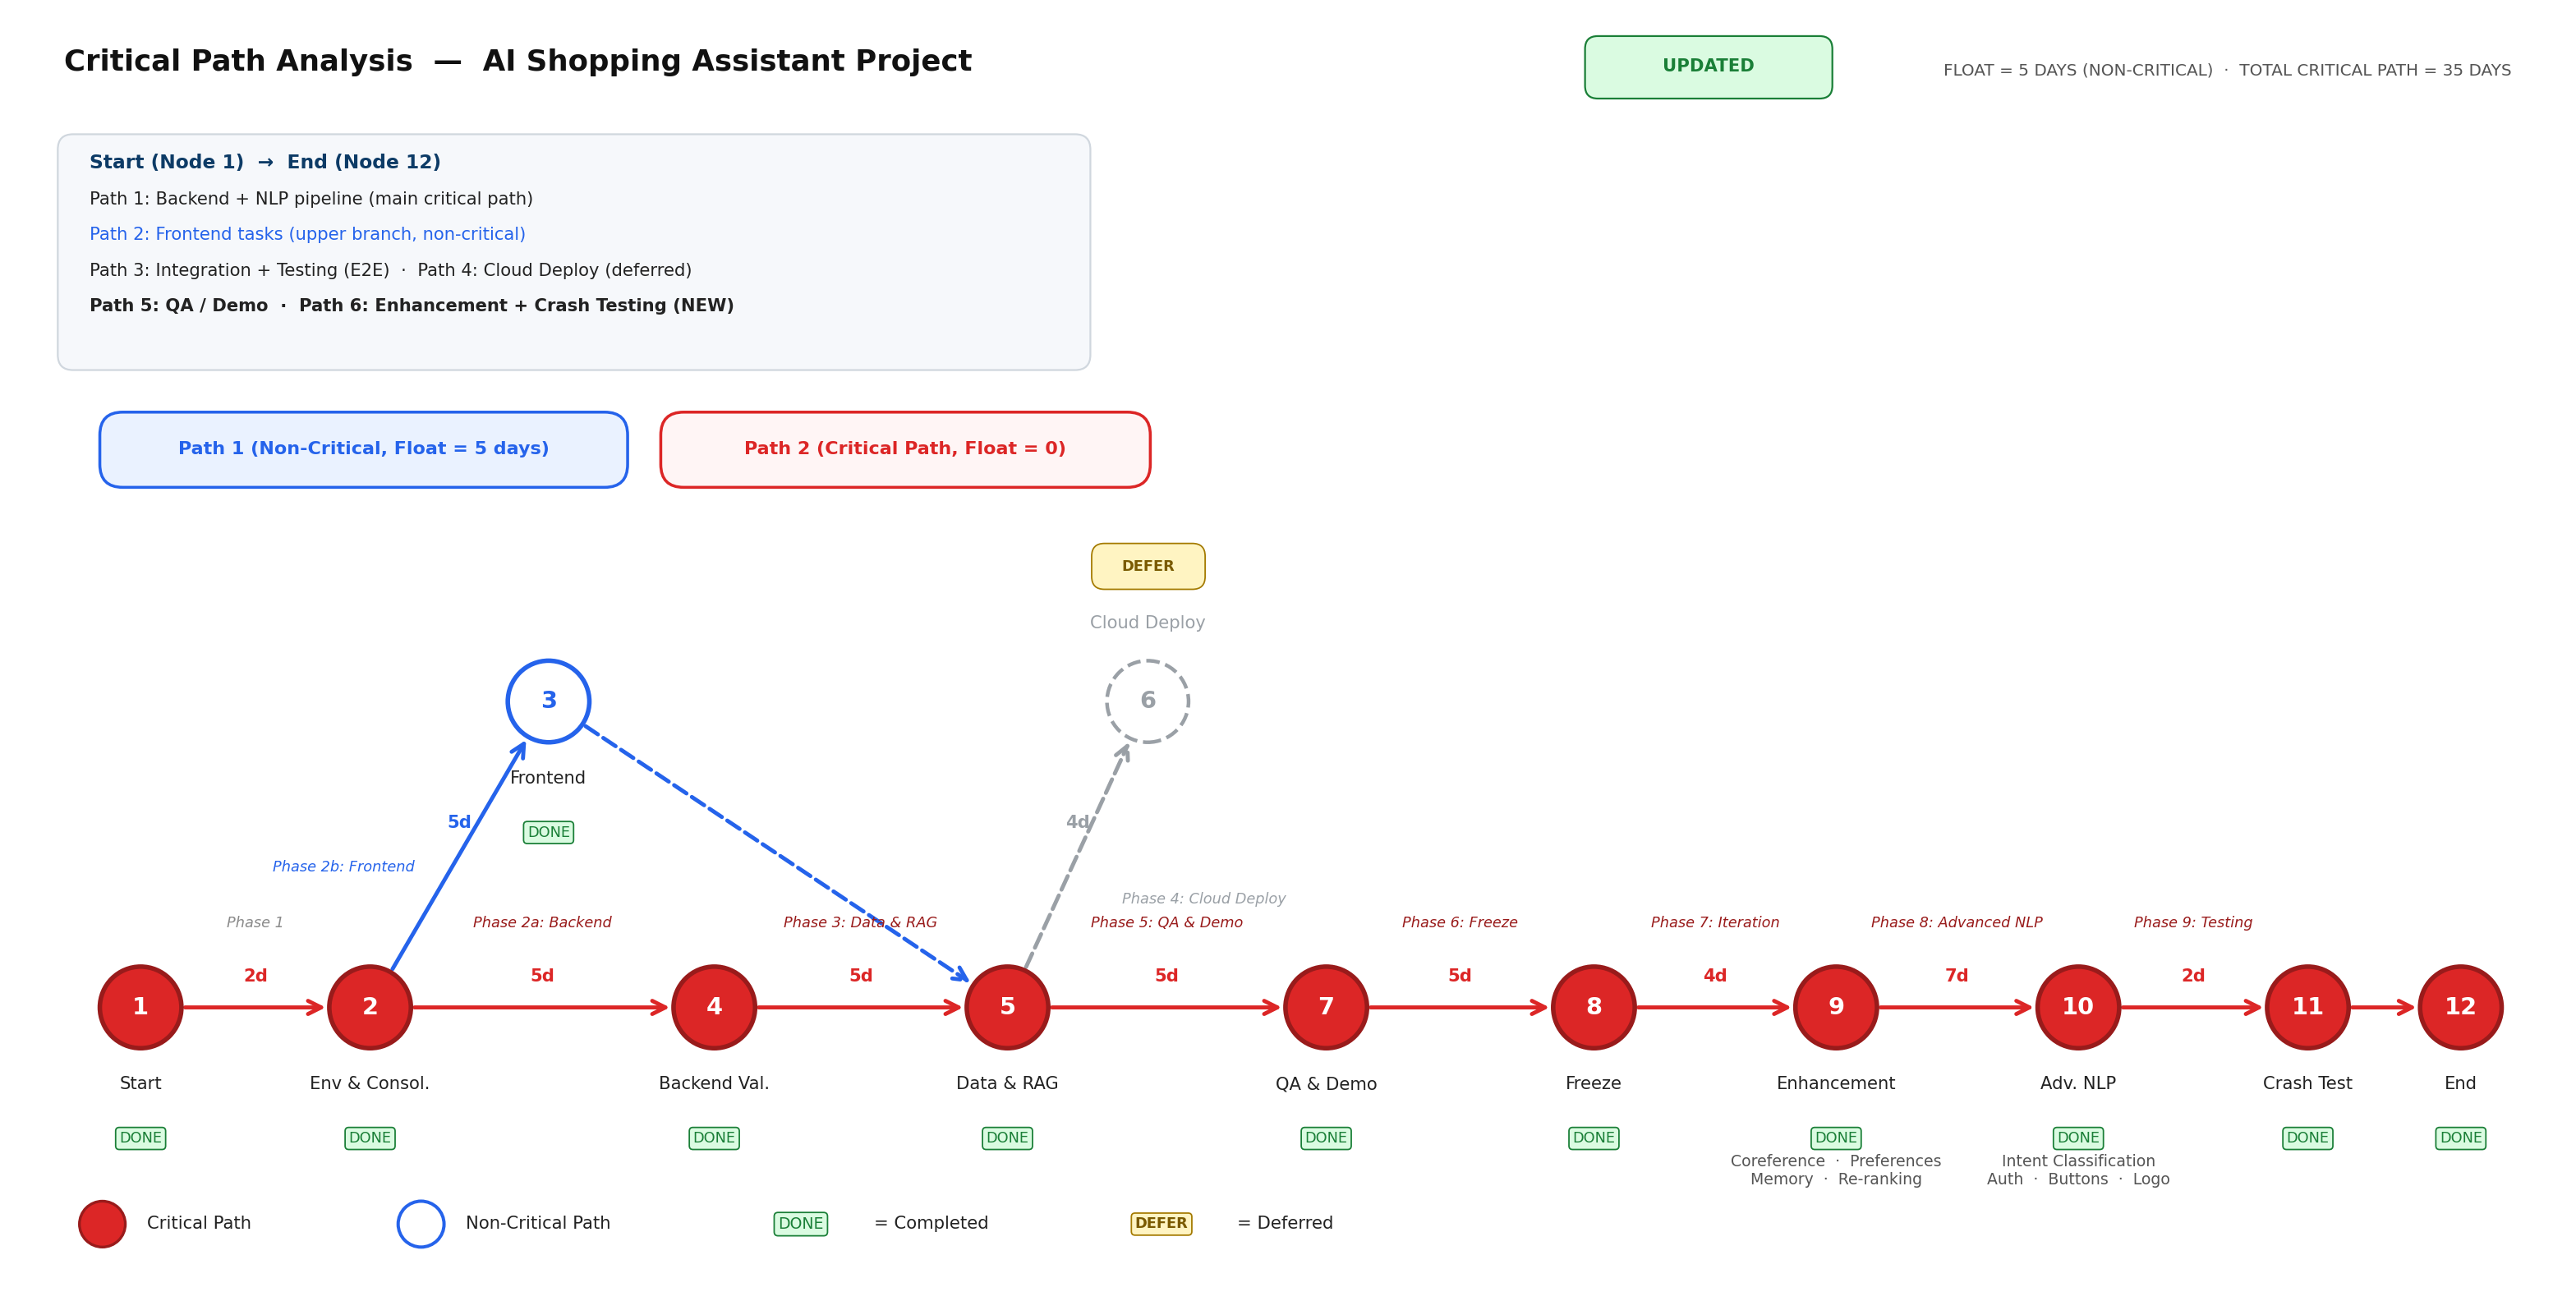 Critical Path Analysis — AI Shopping Assistant Project
UPDATED
FLOAT = 5 DAYS (NON-CRITICAL) · TOTAL CRITICAL PATH = 35 DAYS
Start (Node 1) → End (Node 12)
Path 1: Backend + NLP pipeline (main critical path)
Path 2: Frontend tasks (upper branch, non-critical)
Path 3: Integration + Testing (E2E) · Path 4: Cloud Deploy (deferred)
Path 5: QA / Demo · Path 6: Enhancement + Crash Testing (NEW)
Path 1 (Non-Critical, Float = 5 days)
Path 2 (Critical Path, Float = 0)
DEFER
Cloud Deploy
3
6
Frontend
5d
4d
DONE
Phase 2b: Frontend
Phase 4: Cloud Deploy
Phase 1
Phase 2a: Backend
Phase 3: Data & RAG
Phase 5: QA & Demo
Phase 6: Freeze
Phase 7: Iteration
Phase 8: Advanced NLP
Phase 9: Testing
2d
5d
5d
5d
5d
4d
7d
2d
1
2
4
5
7
8
9
10
11
12
Start
Env & Consol.
Backend Val.
Data & RAG
QA & Demo
Freeze
Enhancement
Adv. NLP
Crash Test
End
DONE
DONE
DONE
DONE
DONE
DONE
DONE
DONE
DONE
DONE
Coreference · Preferences
Memory · Re-ranking
Intent Classification
Auth · Buttons · Logo
Critical Path
Non-Critical Path
DONE = Completed
DEFER = Deferred